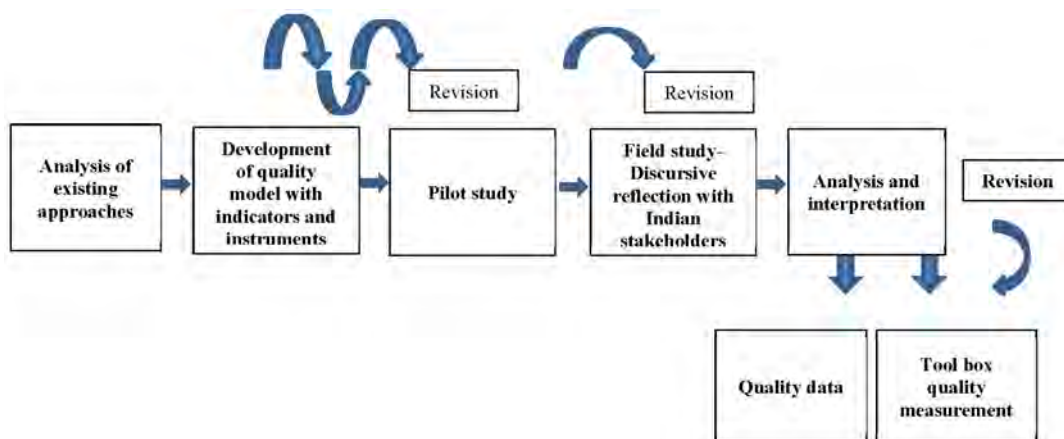 Revision
Revision
Analysis of
existing
approaches
Development
of quality
model with
indicators and
instruments
Pilot study
Field study–
Discursive
reflection with
Indian
stakeholders
Analysis and
interpretation
Revision
Quality data
Tool box
quality
measurement